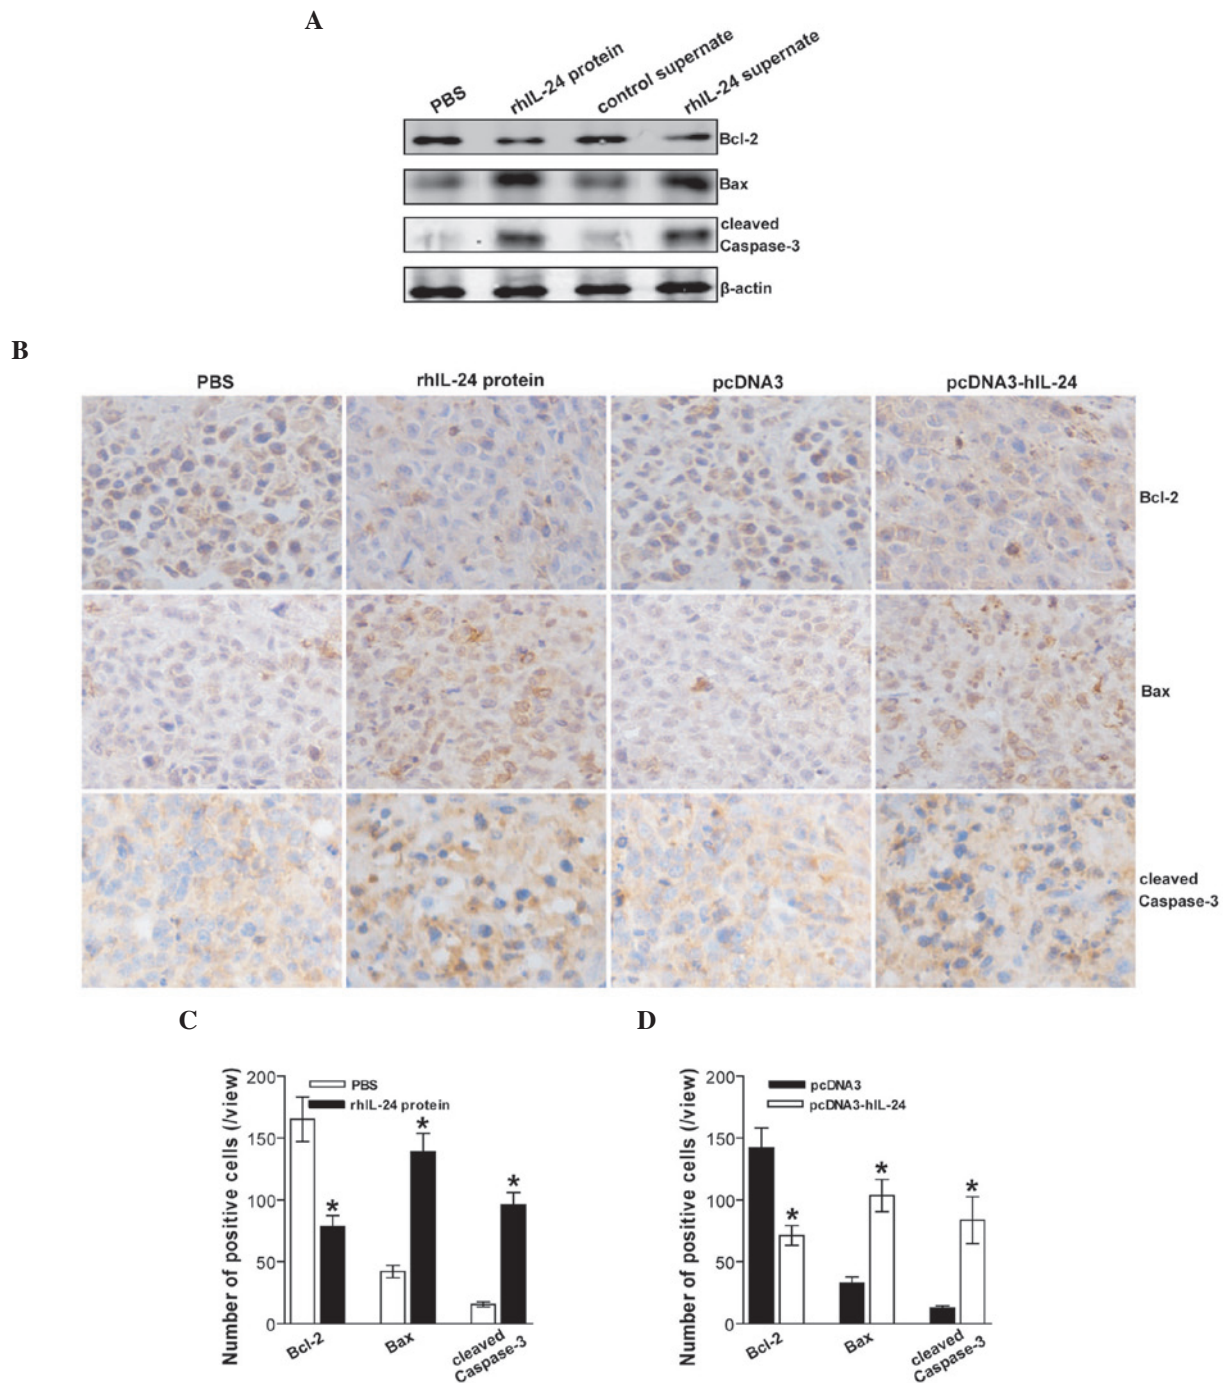 A
PBS
rhIL-24 protein
control supernate
rhIL-24 supernate
Bcl-2
Bax
cleaved
Caspase-3
β-actin
B
PBS
rhIL-24 protein
pcDNA3
pcDNA3-hIL-24
Bcl-2
Bax
cleaved
Caspase-3
C
Number of positive cells (/view)
200
150
100
50
0
PBS
rhIL-24 protein
*
*
*
Bcl-2
Bax
cleaved
Caspase-3
D
Number of positive cells (/view)
200
150
100
50
0
pcDNA3
pcDNA3-hIL-24
*
*
*
Bcl-2
Bax
cleaved
Caspase-3